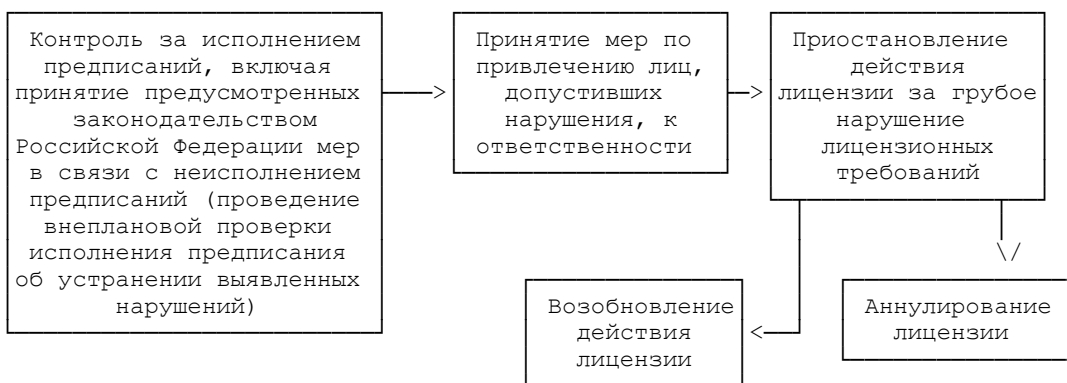 Контроль за исполнением
предписаний, включая
принятие предусмотренных
законодательством
Российской Федерации мер
в связи с неисполнением
предписаний (проведение
внеплановой проверки
исполнения предписания
об устранении выявленных
нарушений)
Принятие мер по
привлечению лиц,
допустивших
нарушения, к
ответственности
Приостановление
действия
лицензии за грубое
нарушение
лицензионных
требований
Возобновление
действия
лицензии
Аннулирование
лицензии